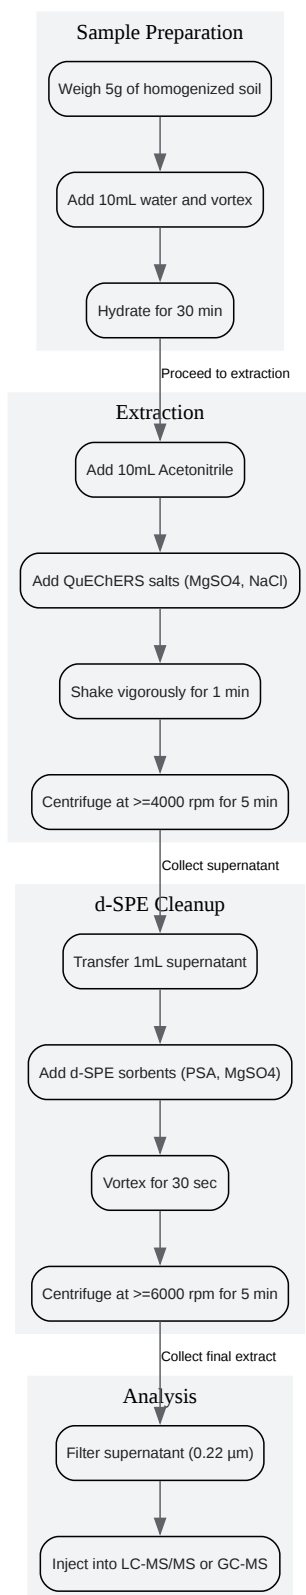 Sample Preparation
Weigh 5g of homogenized soil
Add 10mL water and vortex
Hydrate for 30 min
Proceed to extraction
Extraction
Add 10mL Acetonitrile
Add QuEChERS salts (MgSO4, NaCl)
Shake vigorously for 1 min
Centrifuge at >=4000 rpm for 5 min
Collect supernatant
d-SPE Cleanup
Transfer 1mL supernatant
Add d-SPE sorbents (PSA, MgSO4)
Vortex for 30 sec
Centrifuge at >=6000 rpm for 5 min
Collect final extract
Analysis
Filter supernatant (0.22 µm)
Inject into LC-MS/MS or GC-MS